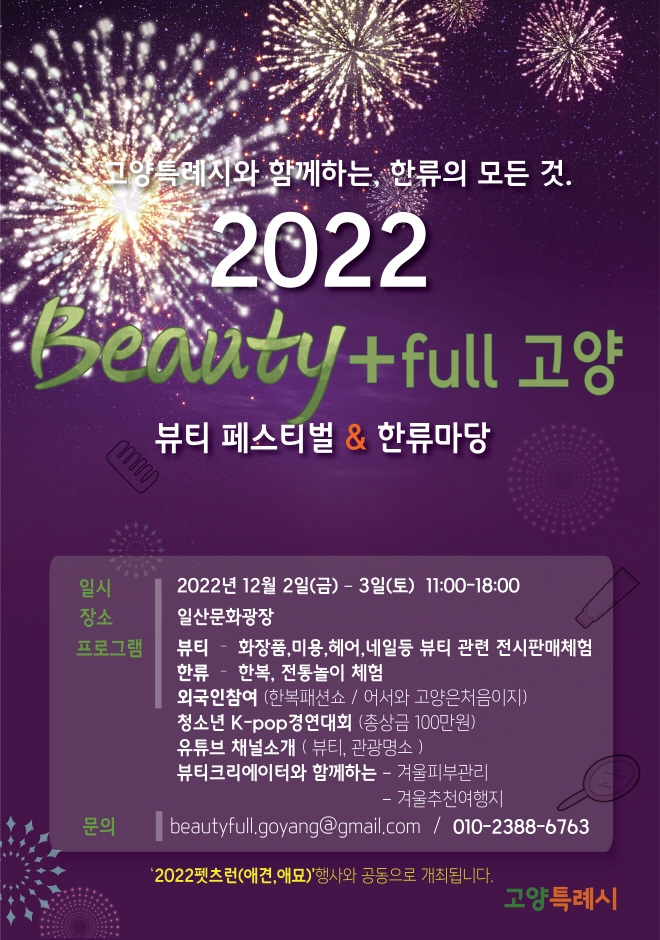 고양특례시와 함께하는, 한류의 모든 것.
2022
Beauty+full 고양
뷰티 페스티벌 & 한류마당
일시 2022년 12월 2일(금) - 3일(토) 11:00-18:00
장소 일산문화광장
프로그램 뷰티 - 화장품,미용,헤어,네일등 뷰티 관련 전시판매체험
한류 - 한복, 전통놀이 체험
외국인참여 (한복패션쇼 / 어서와 고양은처음이지)
청소년 K-pop경연대회 (총상금 100만원)
유튜브 채널소개 ( 뷰티, 관광명소 )
뷰티크리에이터와 함께하는 - 겨울피부관리
- 겨울추천여행지
문의 beautyfull.goyang@gmail.com / 010-2388-6763
'2022펫츠런(애견,애묘)'행사와 공동으로 개최됩니다.
고양특례시